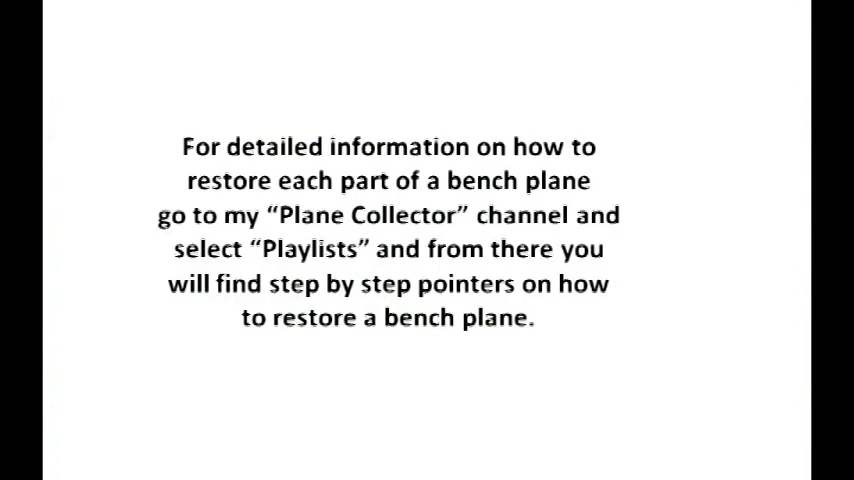 For detailed information on how to
restore each part of a bench plane
go to my “Plane Collector” channel and
select “Playlists” and from there you
will find step by step pointers on how
to restore a bench plane.